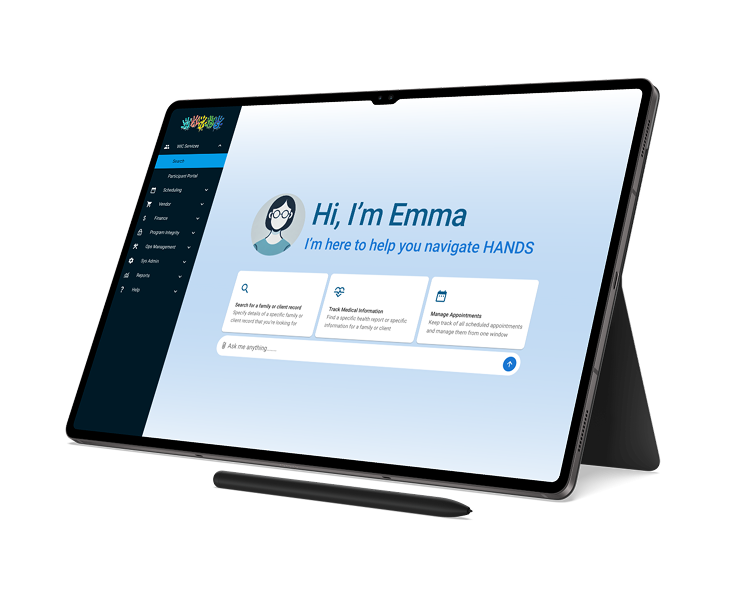 WIC Services
Search
Participant Portal
Scheduling
Vendor
Finance
Program Integrity
Ops Management
Sys Admin
Reports
Help
Hi, I'm Emma
I'm here to help you navigate HANDS
Search for a family or client record
Specify details of a specific family or
client record that you're looking for
Track Medical Information
Find a specific health report or specific
information for a family or client
Manage Appointments
Keep track of all scheduled appointments
and manage them from one window
Ask me anything......